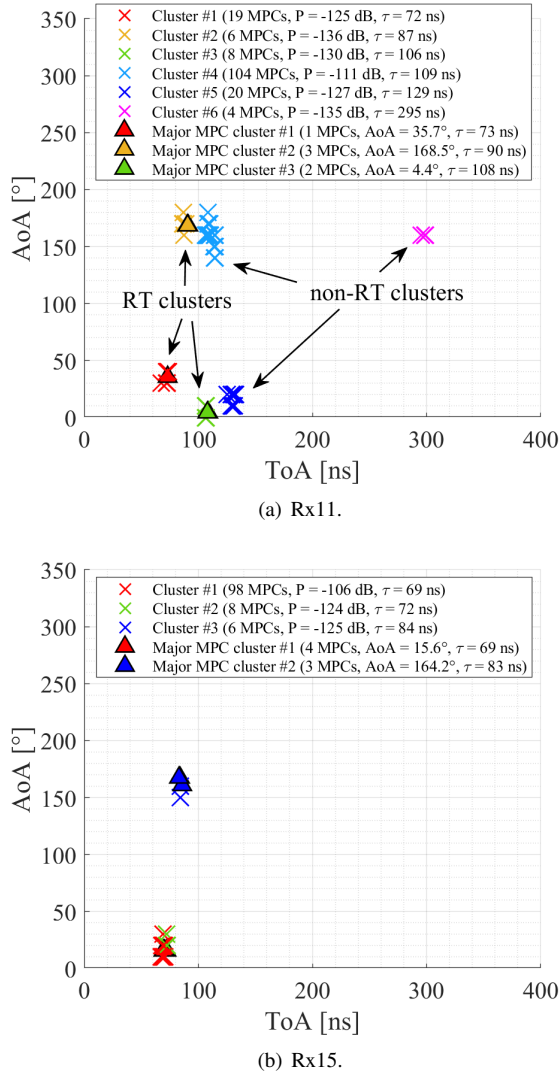 350
300
250
200
150
100
50
0
AoA [°]
Cluster #1 (19 MPCs, P = -125 dB, τ = 72 ns)
Cluster #2 (6 MPCs, P = -136 dB, τ = 87 ns)
Cluster #3 (8 MPCs, P = -130 dB, τ = 106 ns)
Cluster #4 (104 MPCs, P = -111 dB, τ = 109 ns)
Cluster #5 (20 MPCs, P = -127 dB, τ = 129 ns)
Cluster #6 (4 MPCs, P = -135 dB, τ = 295 ns)
Major MPC cluster #1 (1 MPCs, AoA = 35.7°, τ = 73 ns)
Major MPC cluster #2 (3 MPCs, AoA = 168.5°, τ = 90 ns)
Major MPC cluster #3 (2 MPCs, AoA = 4.4°, τ = 108 ns)
RT clusters
non-RT clusters
0 100 200 300 400
ToA [ns]
(a) Rx11.
350
300
250
200
150
100
50
0
AoA [°]
Cluster #1 (98 MPCs, P = -106 dB, τ = 69 ns)
Cluster #2 (8 MPCs, P = -124 dB, τ = 72 ns)
Cluster #3 (6 MPCs, P = -125 dB, τ = 84 ns)
Major MPC cluster #1 (4 MPCs, AoA = 15.6°, τ = 69 ns)
Major MPC cluster #2 (3 MPCs, AoA = 164.2°, τ = 83 ns)
0 100 200 300 400
ToA [ns]
(b) Rx15.